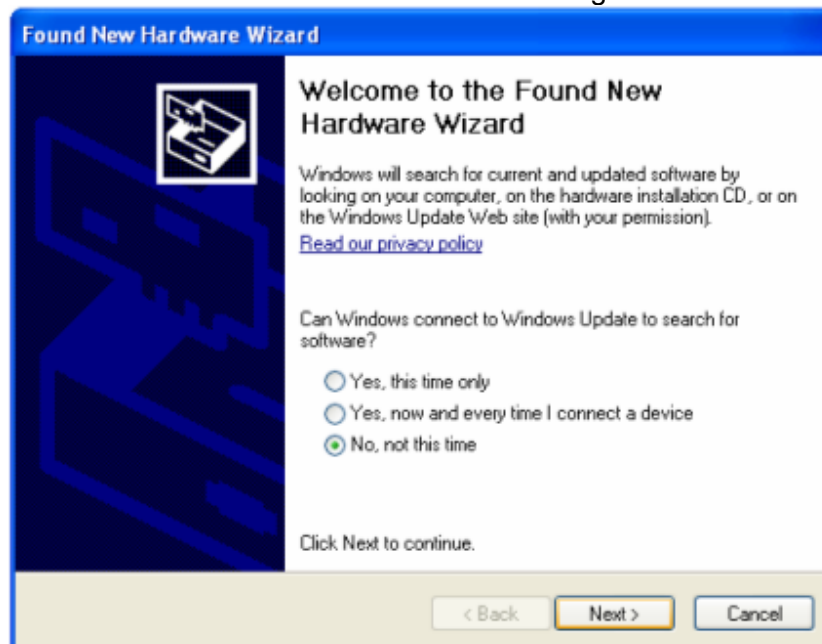 Found New Hardware Wizard
Welcome to the Found New
Hardware Wizard
Windows will search for current and updated software by
looking on your computer, on the hardware installation CD, or on
the Windows Update Web site (with your permission).
Read our privacy policy
Can Windows connect to Windows Update to search for
software?
Yes, this time only
Yes, now and every time I connect a device
No, not this time
Click Next to continue.
< Back
Next >
Cancel